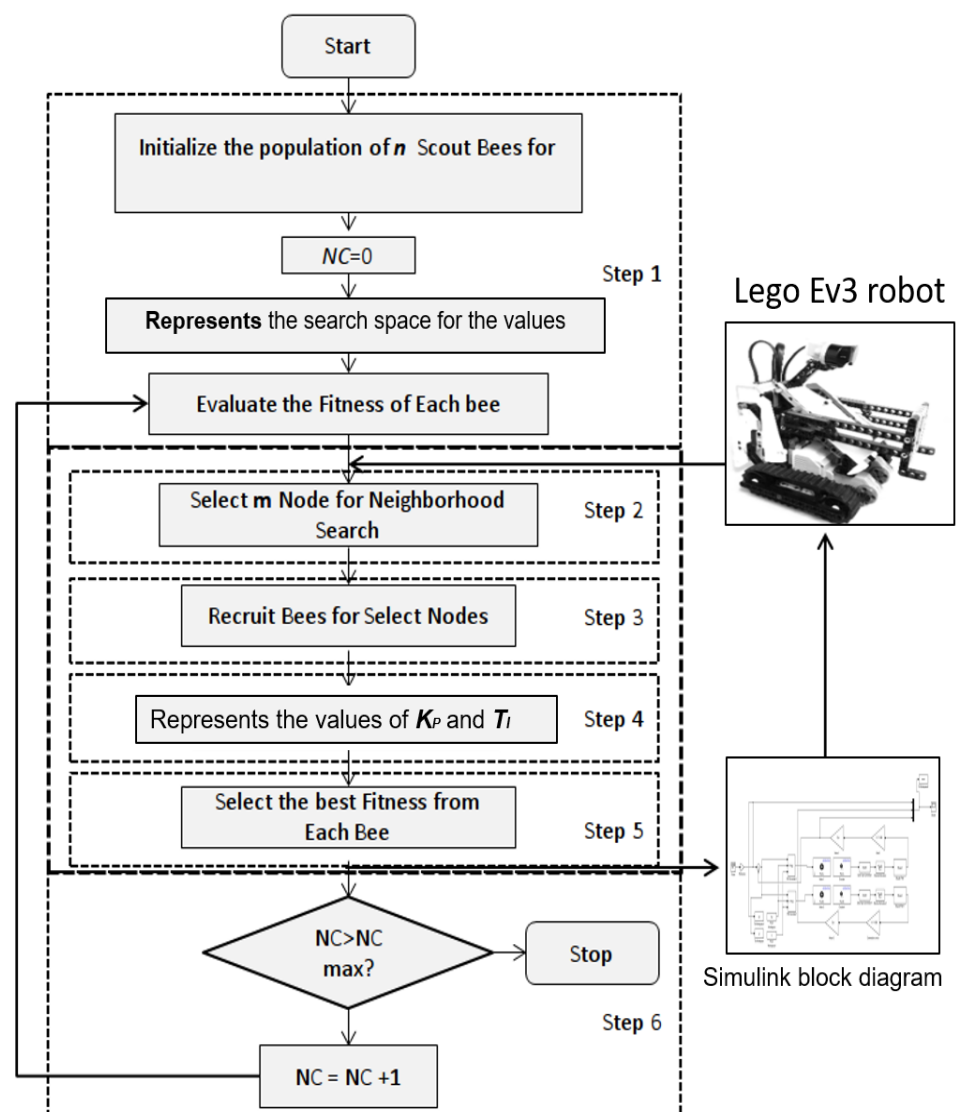 Start
Initialize the population of n Scout Bees for
NC=0
Step 1
Represents the search space for the values
Evaluate the Fitness of Each bee
Lego Ev3 robot
Select m Node for Neighborhood
Search
Step 2
Recruit Bees for Select Nodes
Step 3
Represents the values of KP and TI
Step 4
Select the best Fitness from
Each Bee
Step 5
Simulink block diagram
NC>NC
max?
Stop
Step 6
NC = NC +1